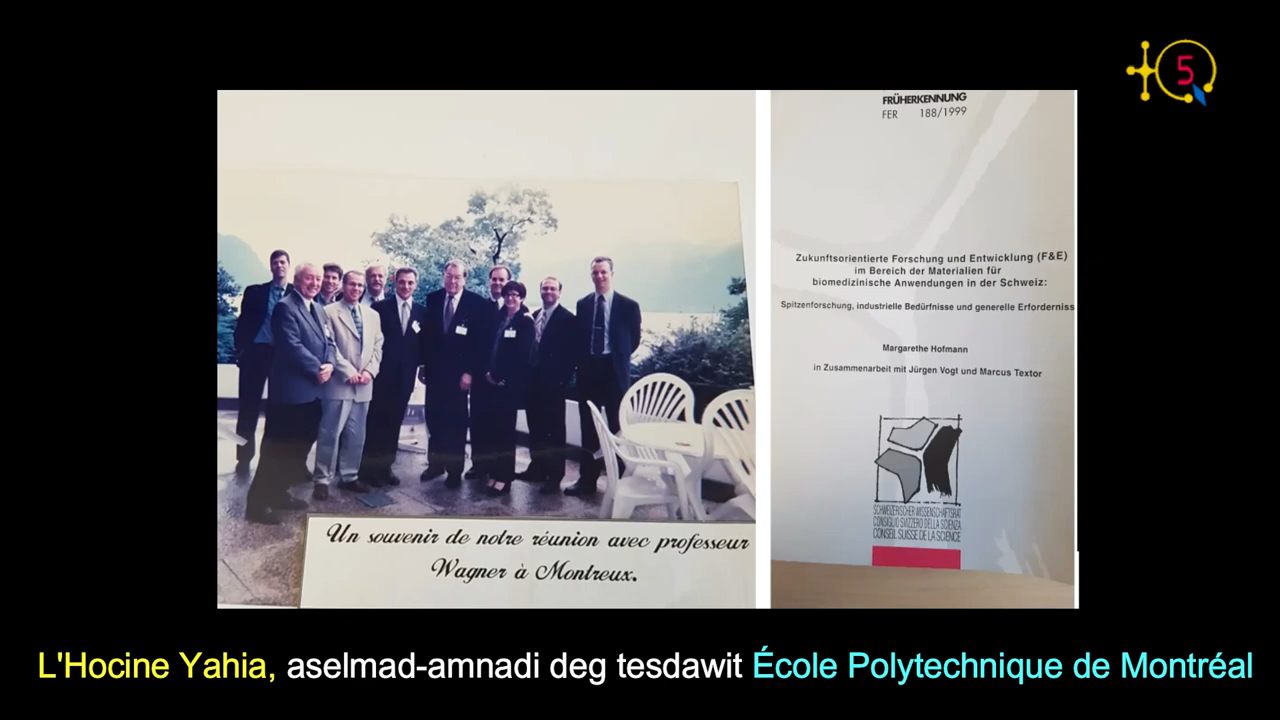 5
Un souvenir de notre réunion avec professeur
Wagner à Montreux.
FRÜHERKENNUNG
FER 188/1999
Zukunftsorientierte Forschung und Entwicklung (F&E)
im Bereich der Materialien für
biomedizinische Anwendungen in der Schweiz:
Spitzenforschung, industrielle Bedürfnisse und generelle Erforderniss
Margarethe Hofmann
in Zusammenarbeit mit Jürgen Vogt und Marcus Textor
SCHWEIZERISCHER WISSENSCHAFTSRAT
CONSIGLIO SVIZZERO DELLA SCIENZA
CONSEIL SUISSE DE LA SCIENCE
L'Hocine Yahia, aselmad-amnadi deg tesdawit École Polytechnique de Montréal